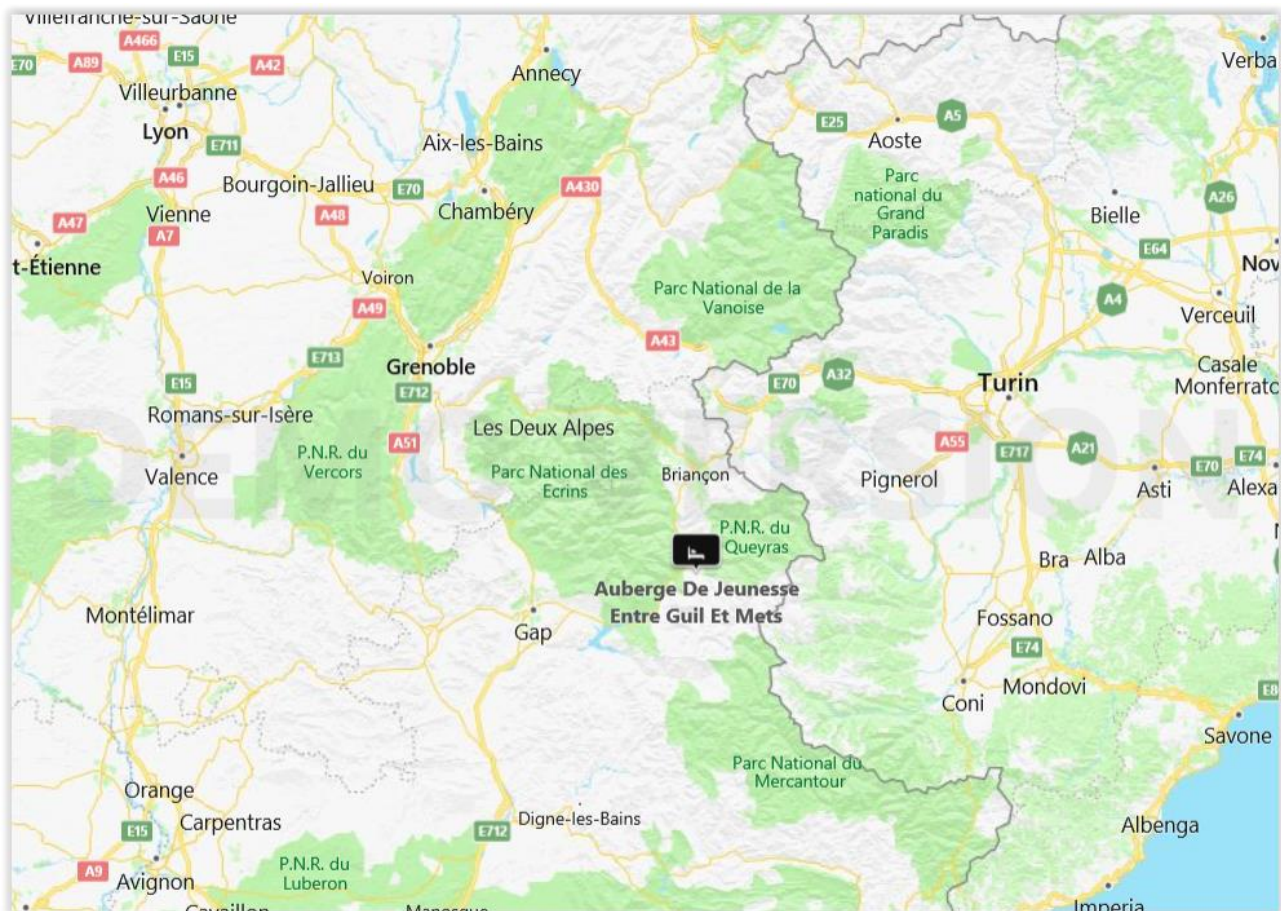 Villefranche-sur-Saône
A466
E15
E70
A89
A42
Villeurbanne
Lyon
E711
Annecy
Aix-les-Bains
A46
Bourgoin-Jallieu
E70
A430
A47
Vienne
A48
Chambéry
A7
t-Étienne
Voiron
A49
E713
Grenoble
A43
E15
E712
Romans-sur-Isère
A51
Les Deux Alpes
Valence
P.N.R. du
Vercors
Parc National des
Ecrins
Briançon
Parc National de la
Vanoise
E25
Aoste
A5
Parc
national du
Grand
Paradis
Bielle
A26
Verba
E64
Nov
A4
Verceuil
Casale
Monferrato
E70
A32
Turin
A55
E717
A21
E70
E74
Pignerol
Asti
Alexa
DEMO VERSION
P.N.R. du
Queyras
Auberge De Jeunesse
Entre Guil Et Mets
Bra
Alba
Montélimar
Gap
Fossano
E74
Coni
Mondovi
E8
Savone
Parc National du
Mercantour
Orange
E15
Carpentras
E712
Digne-les-Bains
Albenga
A9
Avignon
P.N.R. du
Luberon
Cavaillon
Manosque
Imperia